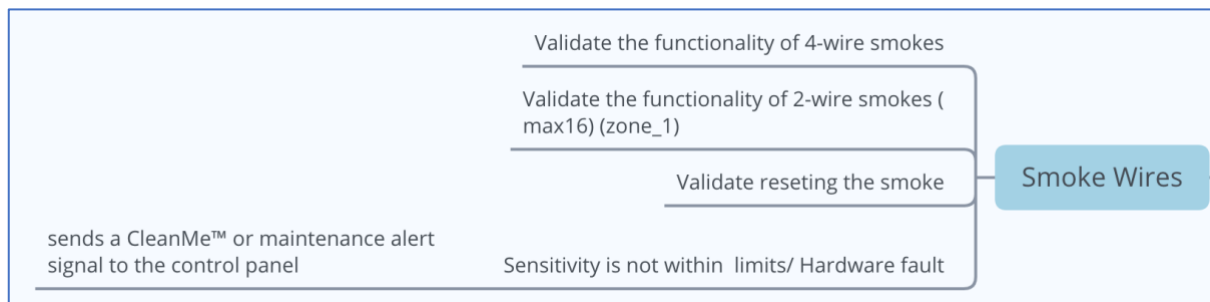 Validate the functionality of 4-wire smokes
Validate the functionality of 2-wire smokes (
max16) (zone_1)
Validate reseting the smoke
Smoke Wires
sends a CleanMe™ or maintenance alert
signal to the control panel
Sensitivity is not within  limits/ Hardware fault